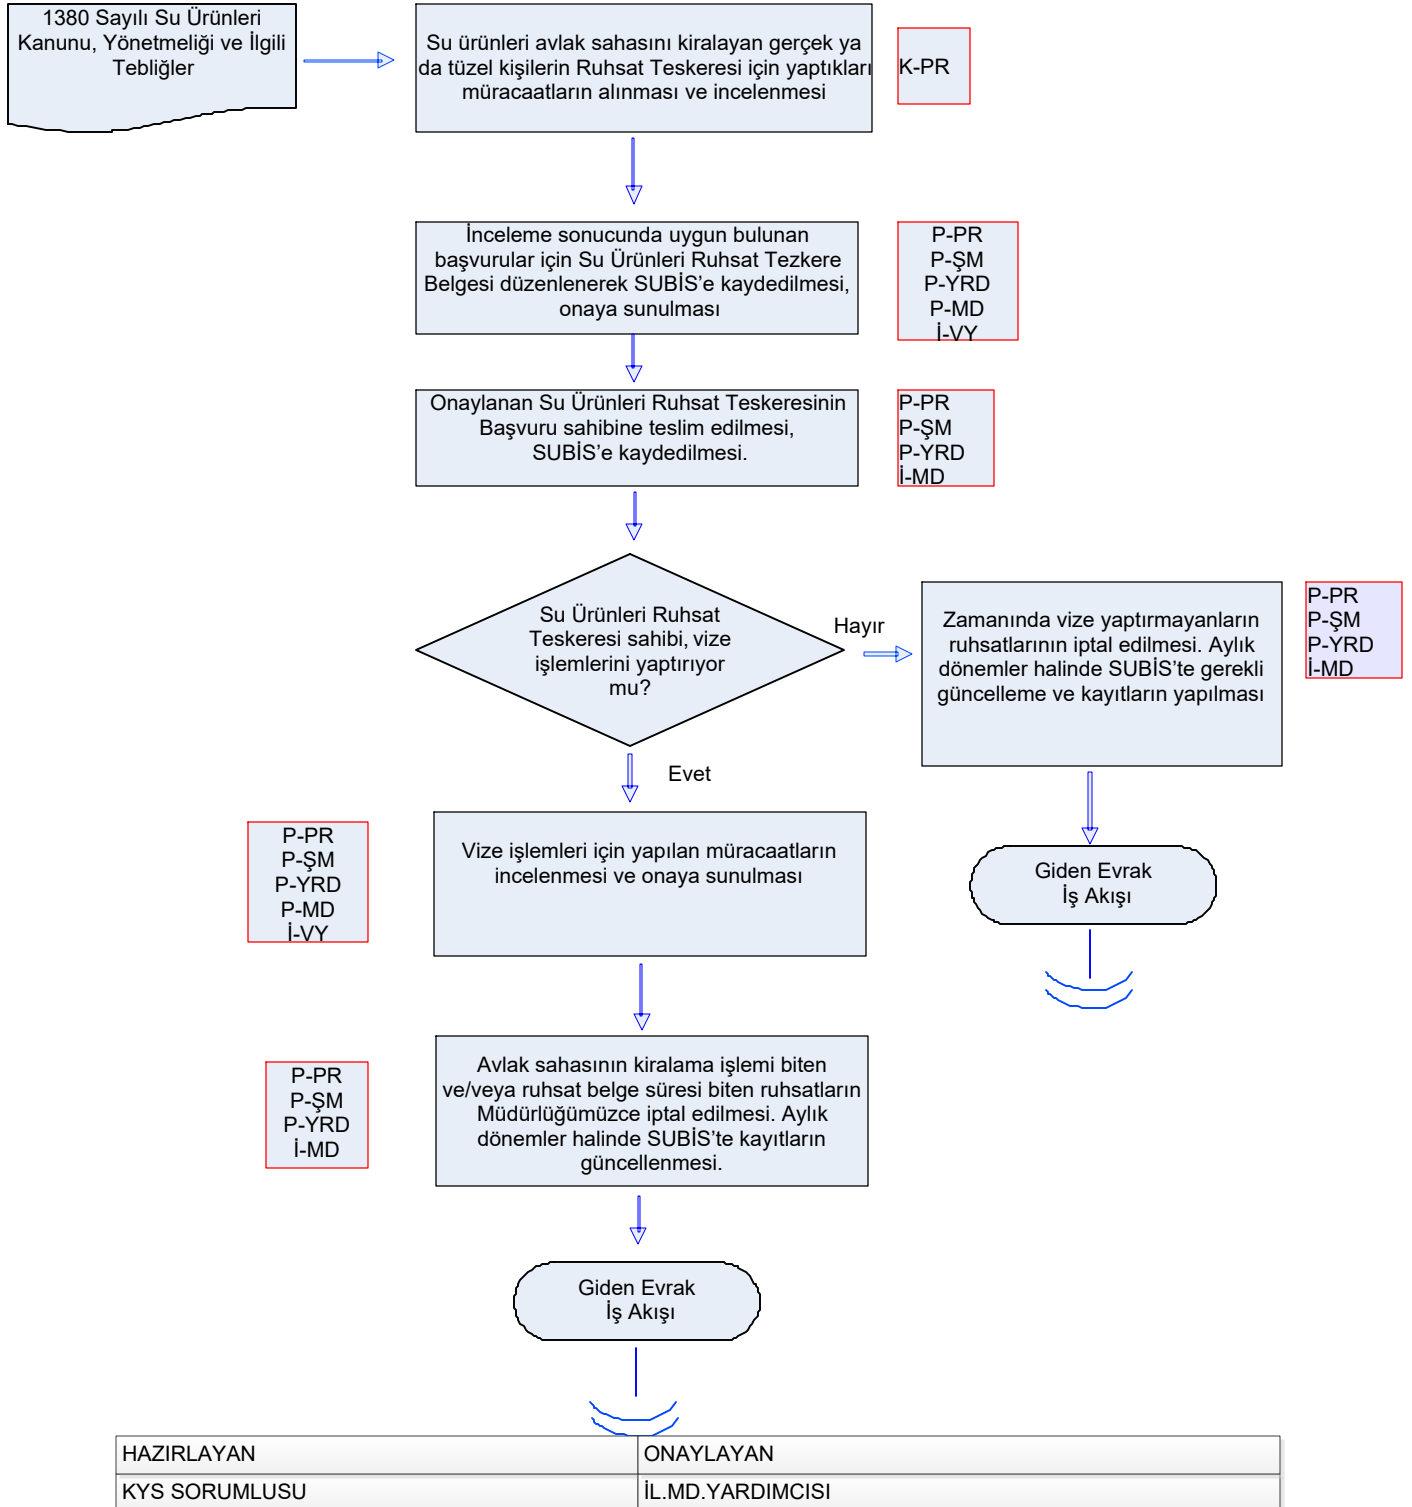 1380 Sayılı Su Ürünleri
Kanunu, Yönetmeliği ve İlgili
Tebliğler
Su ürünleri avlak sahasını kiralayan gerçek ya
da tüzel kişilerin Ruhsat Teskeresi için yaptıkları
müracaatların alınması ve incelenmesi
K-PR
İnceleme sonucunda uygun bulunan
başvurular için Su Ürünleri Ruhsat Tezkere
Belgesi düzenlenerek SUBİS’e kaydedilmesi,
onaya sunulması
P-PR
P-ŞM
P-YRD
P-MD
İ-VY
Onaylanan Su Ürünleri Ruhsat Teskeresinin
Başvuru sahibine teslim edilmesi,
SUBİS’e kaydedilmesi.
P-PR
P-ŞM
P-YRD
İ-MD
Su Ürünleri Ruhsat
Teskeresi sahibi, vize
işlemlerini yaptırıyor
mu?
Hayır
Zamanında vize yaptırmayanların
ruhsatlarının iptal edilmesi. Aylık
dönemler halinde SUBİS’te gerekli
güncelleme ve kayıtların yapılması
P-PR
P-ŞM
P-YRD
İ-MD
Evet
P-PR
P-ŞM
P-YRD
P-MD
İ-VY
Vize işlemleri için yapılan müracaatların
incelenmesi ve onaya sunulması
Giden Evrak
İş Akışı
P-PR
P-ŞM
P-YRD
İ-MD
Avlak sahasının kiralama işlemi biten
ve/veya ruhsat belge süresi biten ruhsatların
Müdürlüğümüzce iptal edilmesi. Aylık
dönemler halinde SUBİS’te kayıtların
güncellenmesi.
Giden Evrak
İş Akışı
HAZIRLAYAN
ONAYLAYAN
KYS SORUMLUSU
İL.MD.YARDIMCISI